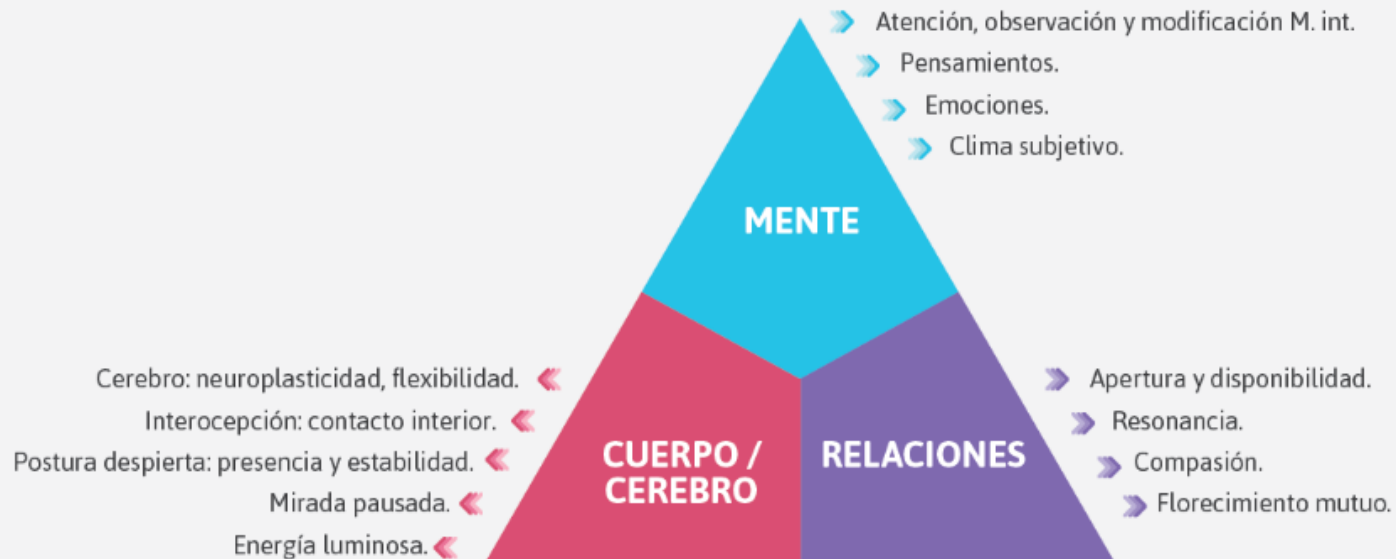 Atención, observación y modificación M. int.
Pensamientos.
Emociones.
Clima subjetivo.
MENTE
Cerebro: neuroplasticidad, flexibilidad.
Interocepción: contacto interior.
Postura despierta: presencia y estabilidad.
Mirada pausada.
Energía luminosa.
CUERPO /
CEREBRO
RELACIONES
Apertura y disponibilidad.
Resonancia.
Compasión.
Florecimiento mutuo.